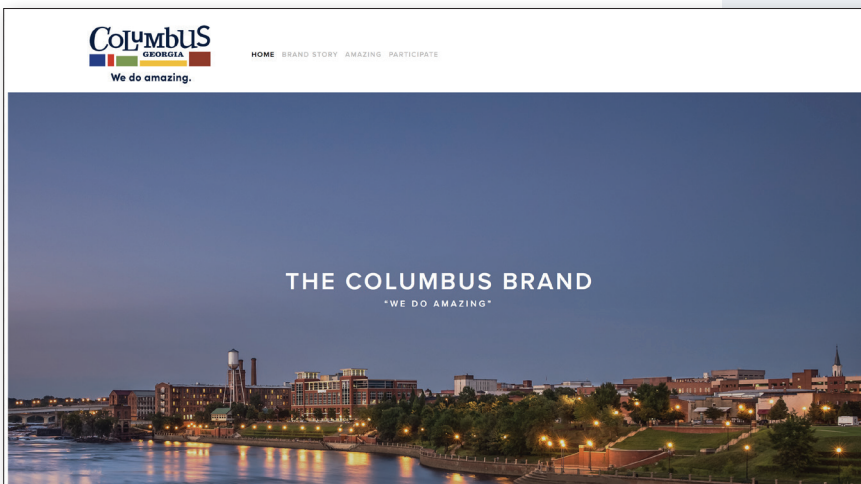 ColumbuS
GEORGIA
We do amazing.
HOME BRAND STORY AMAZING PARTICIPATE
THE COLUMBUS BRAND
"WE DO AMAZING"